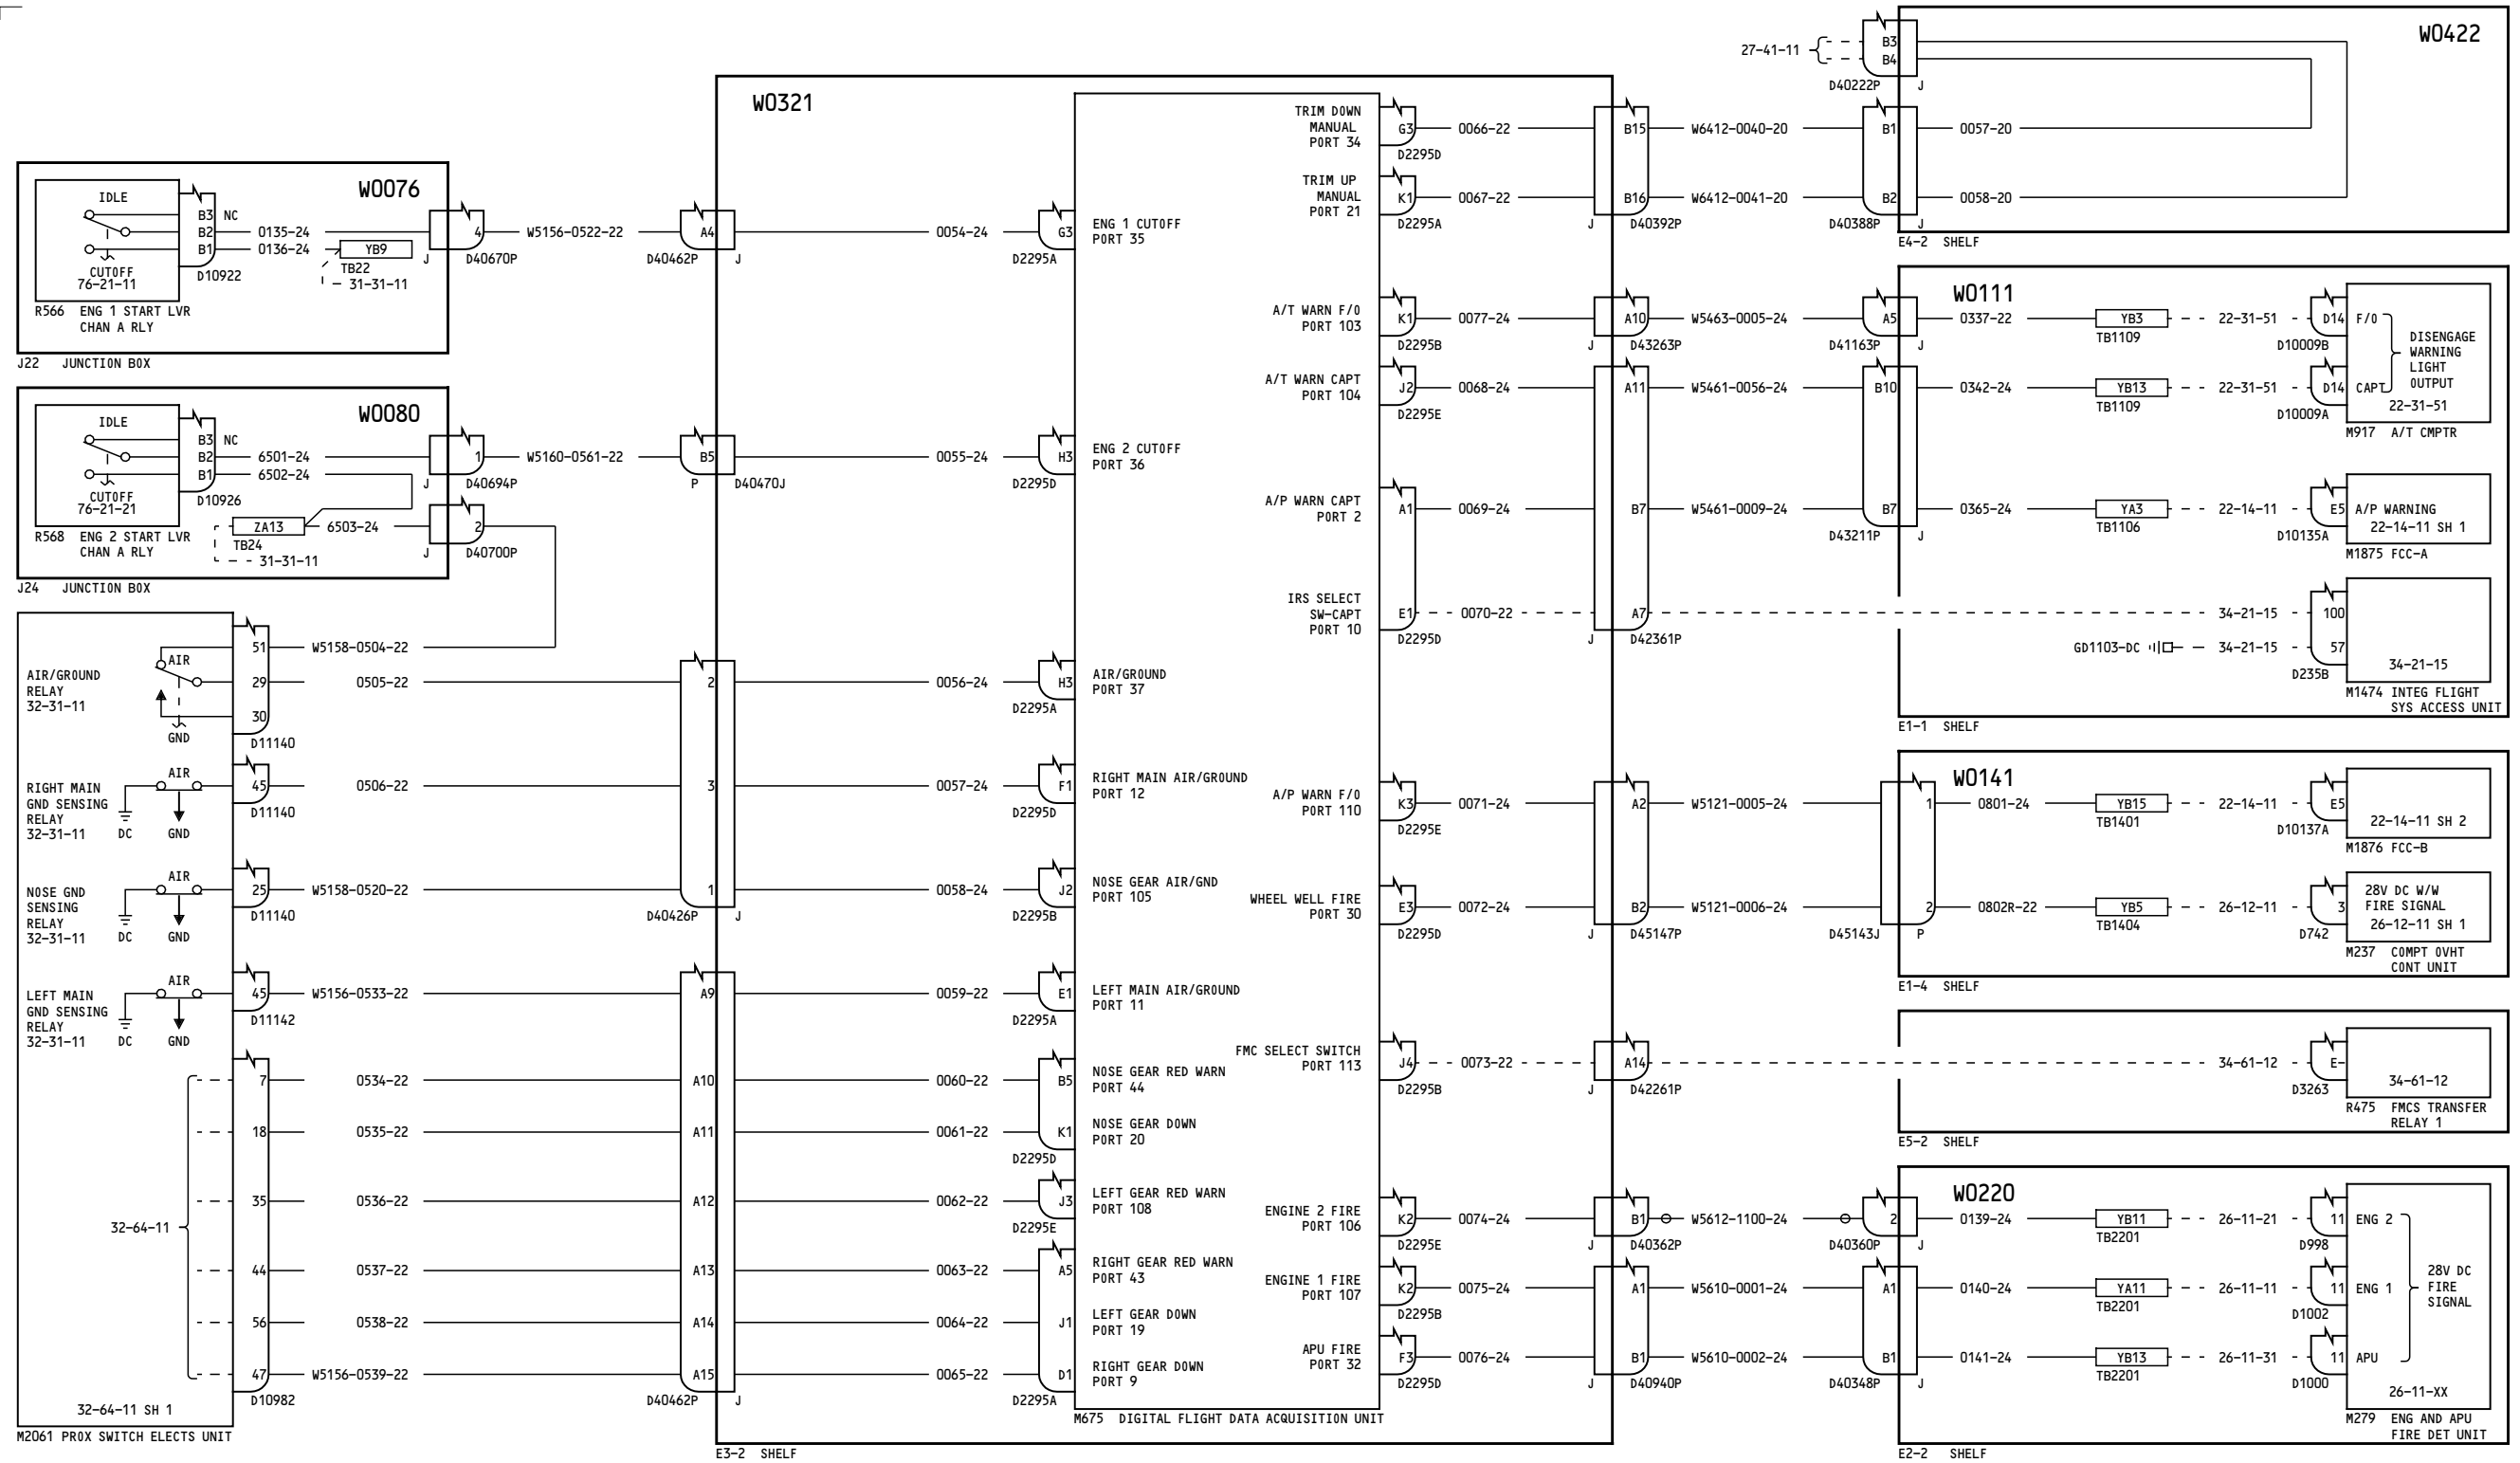 W0076
IDLE
B3 NC
B2 0135-24
B1 0136-24
YB9
TB22
31-31-11
CUTOFF
76-21-11
D10922
R566 ENG 1 START LVR
CHAN A RLY
J22 JUNCTION BOX
4
J D40670P
W5156-0522-22
A4
D40462P J
W0080
IDLE
B3 NC
B2 6501-24
B1 6502-24
CUTOFF
76-21-21
D10926
R568 ENG 2 START LVR
CHAN A RLY
ZA13 6503-24
TB24
31-31-11
J24 JUNCTION BOX
1
J D40694P
2
J D40700P
W5160-0561-22
B5
P D40470J
AIR/GROUND
RELAY
32-31-11
AIR
GND
51 W5158-0504-22
29 0505-22
30
D11140
2
RIGHT MAIN
GND SENSING
RELAY
32-31-11
AIR
DC GND
45 0506-22
D11140
3
NOSE GND
SENSING
RELAY
32-31-11
AIR
DC GND
25 W5158-0520-22
D11140
1
D40426P J
LEFT MAIN
GND SENSING
RELAY
32-31-11
AIR
DC GND
45 W5156-0533-22
D11142
A9
32-64-11
7 0534-22 A10
18 0535-22 A11
35 0536-22 A12
44 0537-22 A13
56 0538-22 A14
47 W5156-0539-22 A15
D10982
D40462P J
32-64-11 SH 1
M2061 PROX SWITCH ELECTS UNIT
W0321
0054-24 G3 ENG 1 CUTOFF
PORT 35
D2295A
0055-24 H3 ENG 2 CUTOFF
PORT 36
D2295D
0056-24 H3 AIR/GROUND
PORT 37
D2295A
0057-24 F1 RIGHT MAIN AIR/GROUND
PORT 12
D2295D
0058-24 J2 NOSE GEAR AIR/GND
PORT 105
D2295B
0059-22 E1 LEFT MAIN AIR/GROUND
PORT 11
D2295A
0060-22 B5 NOSE GEAR RED WARN
PORT 44
0061-22 K1 NOSE GEAR DOWN
PORT 20
D2295D
0062-22 J3 LEFT GEAR RED WARN
PORT 108
D2295E
0063-22 A5 RIGHT GEAR RED WARN
PORT 43
0064-22 J1 LEFT GEAR DOWN
PORT 19
0065-22 D1 RIGHT GEAR DOWN
PORT 9
D2295A
M675 DIGITAL FLIGHT DATA ACQUISITION UNIT
E3-2 SHELF
TRIM DOWN
MANUAL
PORT 34
G3 0066-22 B15 W6412-0040-20 B1 0057-20
D2295D
TRIM UP
MANUAL
PORT 21
K1 0067-22 B16 W6412-0041-20 B2 0058-20
D2295A J D40392P D40388P J
27-41-11
B3
B4
D40222P J
W0422
E4-2 SHELF
A/T WARN F/O
PORT 103
K1 0077-24 A10 W5463-0005-24 A5 0337-22 YB3 22-31-51 D14 F/O
D2295B J D43263P D41163P J TB1109 D10009B
A/T WARN CAPT
PORT 104
J2 0068-24 A11 W5461-0056-24 B10 0342-24 YB13 22-31-51 D14 CAPT
D2295E TB1109 D10009A
W0111
DISENGAGE
WARNING
LIGHT
OUTPUT
22-31-51
M917 A/T CMPTR
A/P WARN CAPT
PORT 2
A1 0069-24 B7 W5461-0009-24 B7 0365-24 YA3 22-14-11 E5 A/P WARNING
22-14-11 SH 1
D43211P J TB1106 D10135A
M1875 FCC-A
IRS SELECT
SW-CAPT
PORT 10
E1 0070-22 A7 34-21-15 100
D2295D J D42361P
GD1103-DC 34-21-15 57
34-21-15
D235B
M1474 INTEG FLIGHT
SYS ACCESS UNIT
E1-1 SHELF
W0141
A/P WARN F/O
PORT 110
K3 0071-24 A2 W5121-0005-24 1 0801-24 YB15 22-14-11 E5
22-14-11 SH 2
D2295E TB1401 D10137A
M1876 FCC-B
WHEEL WELL FIRE
PORT 30
E3 0072-24 B2 W5121-0006-24 2 0802R-22 YB5 26-12-11 3
28V DC W/W
FIRE SIGNAL
26-12-11 SH 1
D2295D J D45147P D45143J P TB1404 D742
M237 COMPT OVHT
CONT UNIT
E1-4 SHELF
FMC SELECT SWITCH
PORT 113
J4 0073-22 A14 34-61-12 E-
34-61-12
D2295B J D42261P D3263
R475 FMCS TRANSFER
RELAY 1
E5-2 SHELF
W0220
ENGINE 2 FIRE
PORT 106
K2 0074-24 B1 W5612-1100-24 2 0139-24 YB11 26-11-21 11 ENG 2
D2295E J D40362P D40360P J TB2201 D998
ENGINE 1 FIRE
PORT 107
K2 0075-24 A1 W5610-0001-24 A1 0140-24 YA11 26-11-11 11 ENG 1
D2295B TB2201 D1002
28V DC
FIRE
SIGNAL
APU FIRE
PORT 32
F3 0076-24 B1 W5610-0002-24 B1 0141-24 YB13 26-11-31 11 APU
D2295D J D40940P D40348P J TB2201 D1000
26-11-XX
M279 ENG AND APU
FIRE DET UNIT
E2-2 SHELF